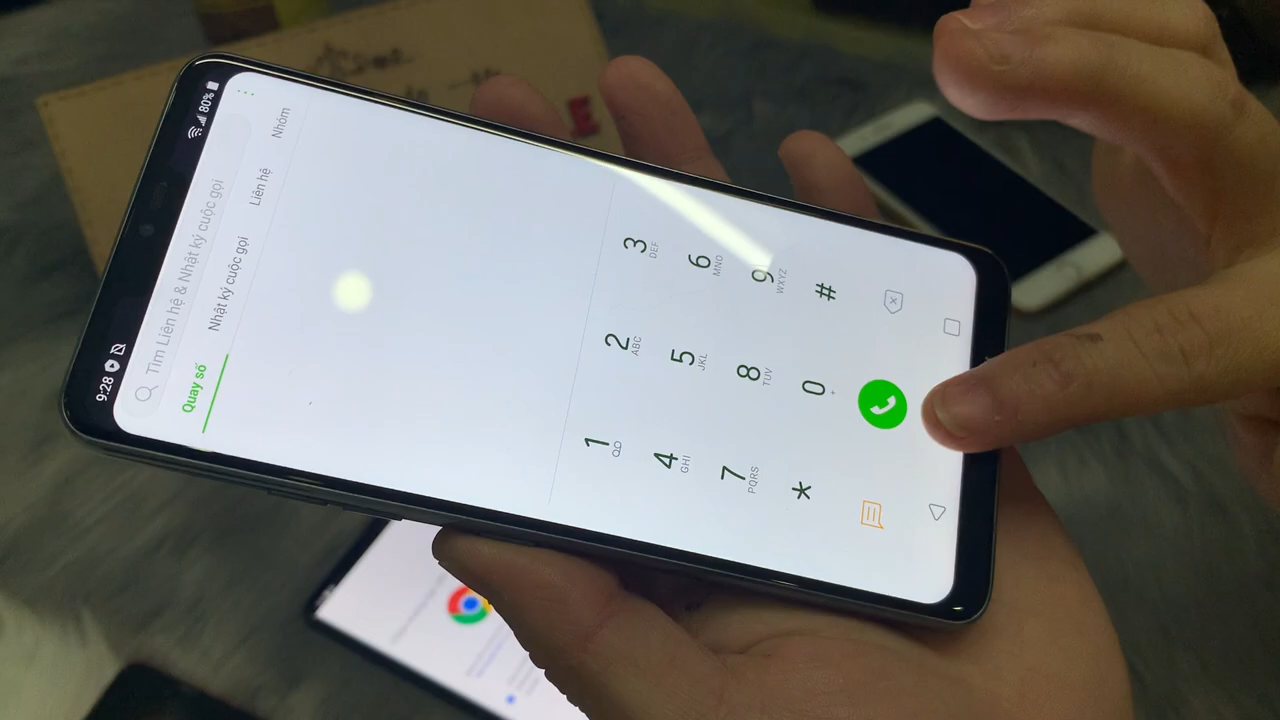 9:28 80%
Tìm Liên hệ & Nhật ký cuộc gọi
Quay số Nhật ký cuộc gọi Liên hệ Nhóm
1 2 3
ABC DEF
4 5 6
GHI JKL MNO
7 8 9
PQRS TUV WXYZ
* 0 #
+
E